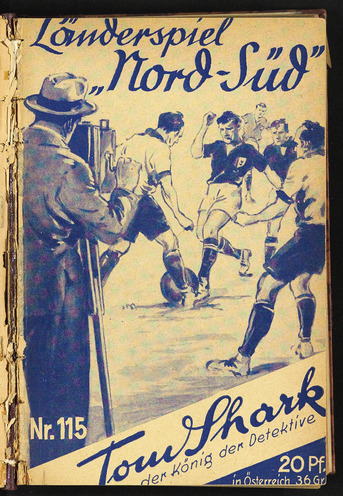 Länderspiel
„Nord-Süd”
Nr. 115
Tom Shark
der König der Detektive
20 Pf.
in Österreich 36 Gr